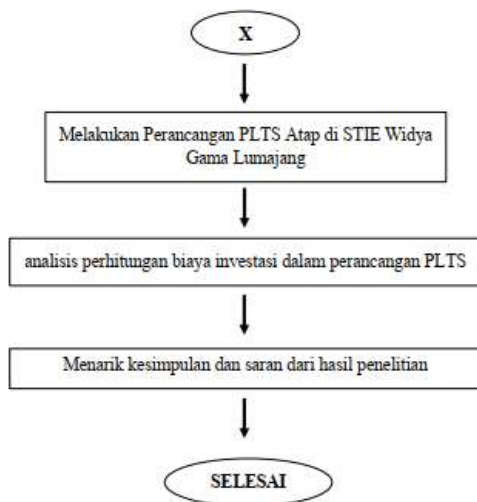 X
Melakukan Perancangan PLTS Atap di STIE Widya
Gama Lumajang
analisis perhitungan biaya investasi dalam perancangan PLTS
Menarik kesimpulan dan saran dari hasil penelitian
SELESAI